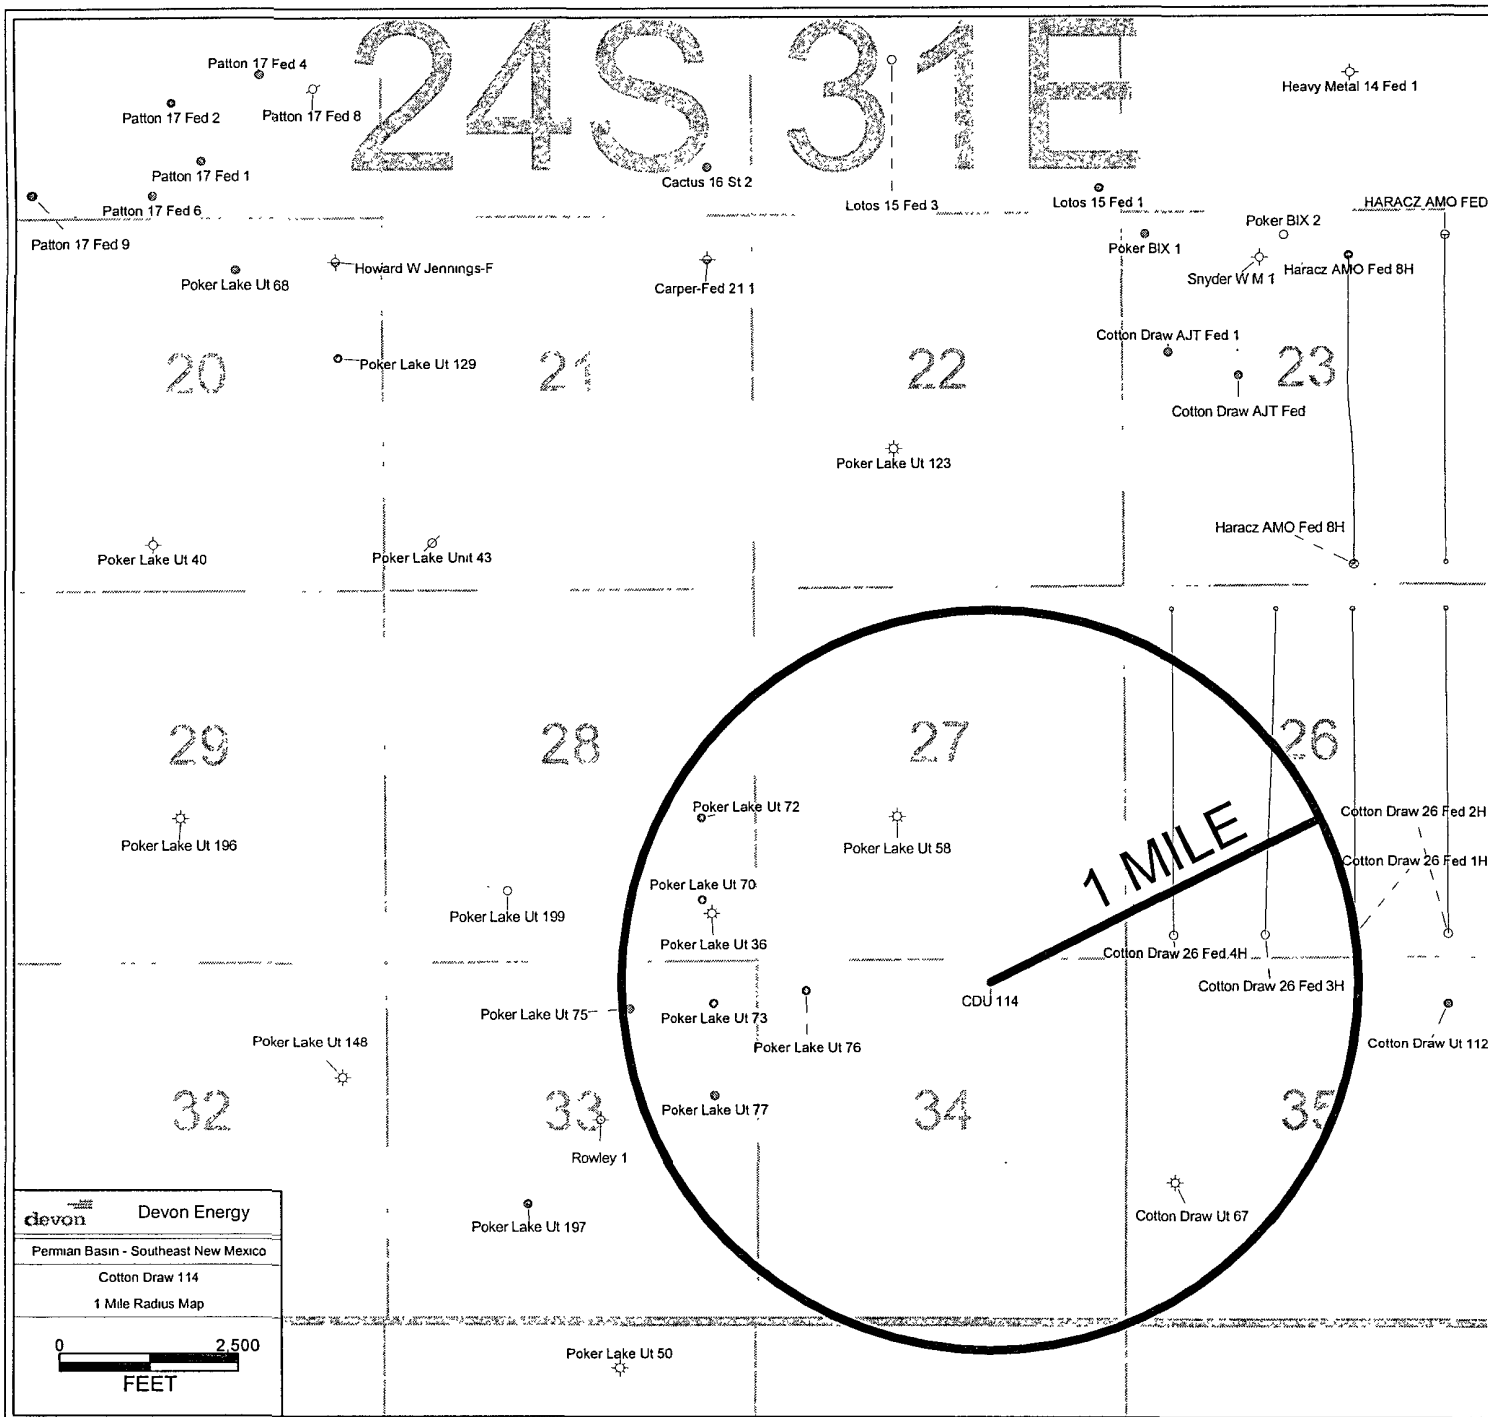 24S 31E
Patton 17 Fed 4
Patton 17 Fed 2
Patton 17 Fed 8
Heavy Metal 14 Fed 1
Patton 17 Fed 1
Cactus 16 St 2
Patton 17 Fed 6
Lotos 15 Fed 3
Lotos 15 Fed 1
HARACZ AMO FED
Patton 17 Fed 9
Poker BIX 2
Poker BIX 1
Howard W Jennings-F
Poker Lake Ut 68
Carper-Fed 21 1
Snyder W M 1
Haracz AMO Fed 8H
Cotton Draw AJT Fed 1
Poker Lake Ut 129
20
21
22
23
Cotton Draw AJT Fed
Poker Lake Ut 123
Haracz AMO Fed 8H
Poker Lake Ut 40
Poker Lake Unit 43
29
28
27
26
Poker Lake Ut 72
Cotton Draw 26 Fed 2H
Poker Lake Ut 196
Poker Lake Ut 58
1 MILE
Cotton Draw 26 Fed 1H
Poker Lake Ut 70
Poker Lake Ut 199
Poker Lake Ut 36
Cotton Draw 26 Fed 4H
Cotton Draw 26 Fed 3H
CDU 114
Poker Lake Ut 75
Poker Lake Ut 73
Poker Lake Ut 76
Poker Lake Ut 148
Cotton Draw Ut 112
32
33
Poker Lake Ut 77
34
35
Rowley 1
Poker Lake Ut 197
Cotton Draw Ut 67
devon
Devon Energy
Permian Basin - Southeast New Mexico
Cotton Draw 114
1 Mile Radius Map
0 2,500
FEET
Poker Lake Ut 50